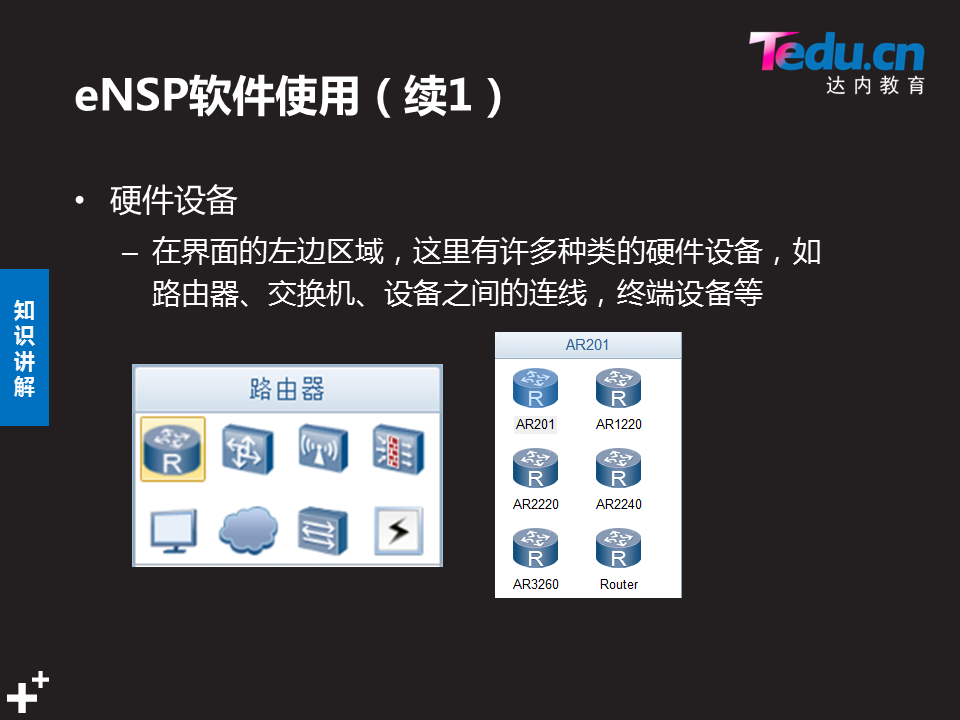 Tedu.cn
达内教育
eNSP软件使用（续1）
• 硬件设备
– 在界面的左边区域，这里有许多种类的硬件设备，如
路由器、交换机、设备之间的连线，终端设备等
知
识
讲
解
路由器
R
AR201
R R
AR201 AR1220
R R
AR2220 AR2240
R R
AR3260 Router